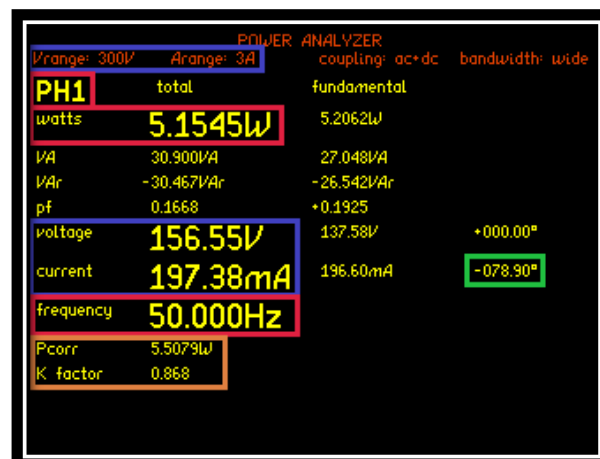 POWER ANALYZER
Vrange: 300V Arange: 3A coupling: ac+dc bandwidth: wide
PH1 total fundamental
watts 5.1545W 5.2062W
VA 30.900VA 27.048VA
VAr -30.467VAr -26.542VAr
pf 0.1668 +0.1925
voltage 156.55V 137.58V +000.00°
current 197.38mA 196.60mA -078.90°
frequency 50.000Hz
Pcorr 5.5079W
K factor 0.868